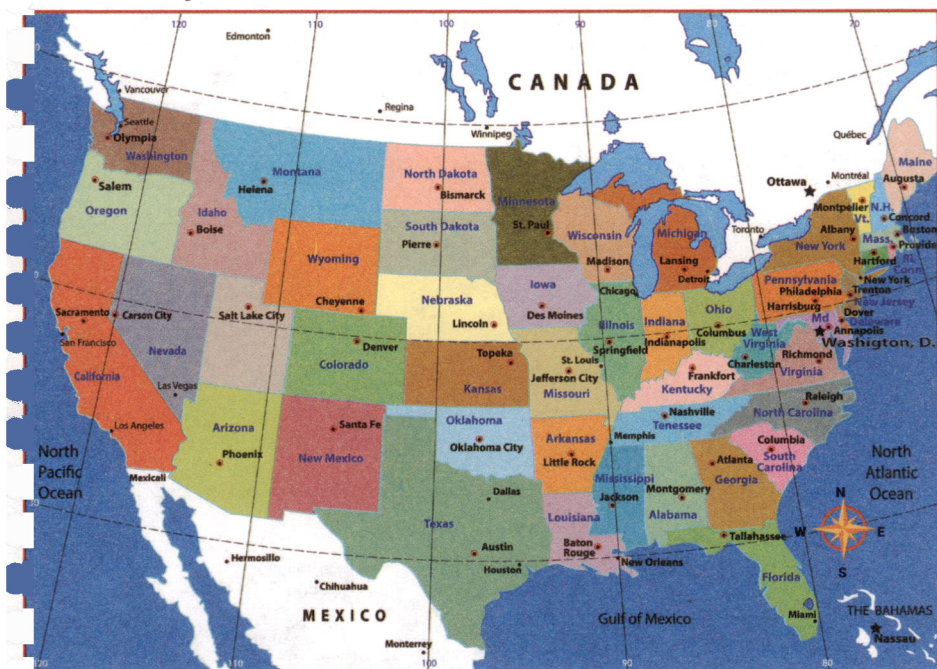 120
110
100
90
80
70
Edmonton
CANADA
Vancouver
Regina
Winnipeg
Québec
Seattle
Olympia
Washington
Montana
Helena
North Dakota
Bismarck
Minnesota
St. Paul
Ottawa
Montréal
Maine
Augusta
Salem
Oregon
Idaho
Boise
South Dakota
Pierre
Wisconsin
Madison
Michigan
Lansing
Detroit
Toronto
Montpelier
Vt.
N.H.
Concord
Albany
New York
Mass.
Boston
Provide
Hartford
RI
Conn.
New York
Wyoming
Cheyenne
Nebraska
Lincoln
Iowa
Des Moines
Chicago
Illinois
Springfield
Indiana
Indianapolis
Ohio
Columbus
Pennsylvania
Philadelphia
Harrisburg
Trenton
New Jersey
Dover
Delaware
Md
Annapolis
Washigton, D.
Sacramento
Carson City
San Francisco
Nevada
California
Las Vegas
Los Angeles
Salt Lake City
Denver
Colorado
Topeka
Kansas
St. Louis
Jefferson City
Missouri
West
Virginia
Charleston
Richmond
Virginia
Frankfort
Kentucky
Raleigh
North Carolina
Nashville
Tenessee
Memphis
Arizona
Phoenix
Santa Fe
New Mexico
Oklahoma
Oklahoma City
Arkansas
Little Rock
Columbia
South
Carolina
Atlanta
Georgia
Mississippi
Jackson
Montgomery
Alabama
North
Pacific
Ocean
North
Atlantic
Ocean
Mexicali
Dallas
Texas
Austin
Houston
Louisiana
Baton
Rouge
New Orleans
Tallahassee
Florida
Miami
N
W
E
S
Hermosillo
Chihuahua
MEXICO
Monterrey
Gulf of Mexico
THE BAHAMAS
Nassau
120
110
100
90
80